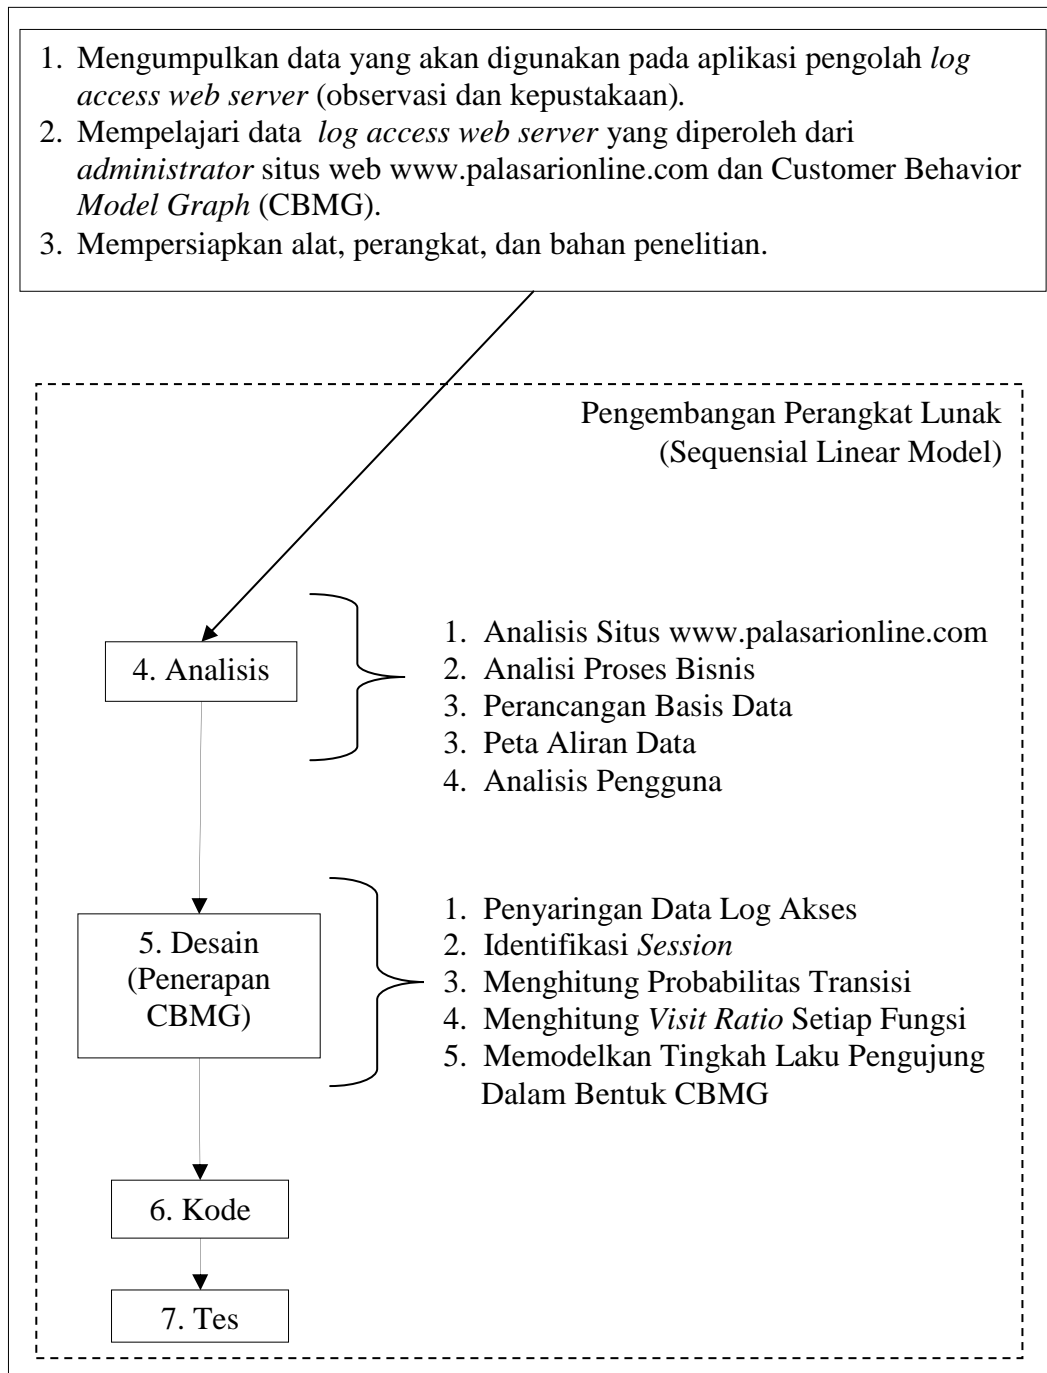 1. Mengumpulkan data yang akan digunakan pada aplikasi pengolah log
access web server (observasi dan kepustakaan).
2. Mempelajari data log access web server yang diperoleh dari
administrator situs web www.palasarionline.com dan Customer Behavior
Model Graph (CBMG).
3. Mempersiapkan alat, perangkat, dan bahan penelitian.
Pengembangan Perangkat Lunak
(Sequensial Linear Model)
4. Analisis
1. Analisis Situs www.palasarionline.com
2. Analisi Proses Bisnis
3. Perancangan Basis Data
3. Peta Aliran Data
4. Analisis Pengguna
5. Desain
(Penerapan
CBMG)
1. Penyaringan Data Log Akses
2. Identifikasi Session
3. Menghitung Probabilitas Transisi
4. Menghitung Visit Ratio Setiap Fungsi
5. Memodelkan Tingkah Laku Pengujung
Dalam Bentuk CBMG
6. Kode
7. Tes